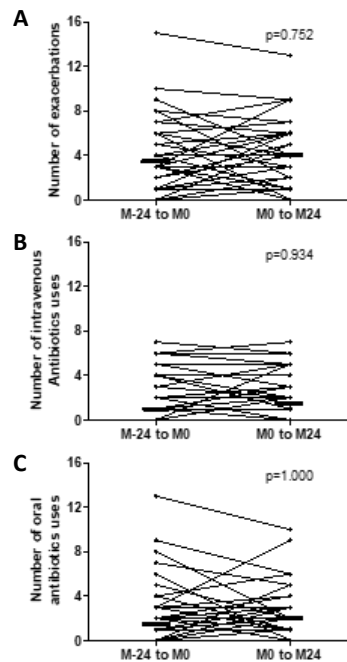 A
p=0.752
Number of exacerbations
16
12
8
4
0
M-24 to M0
M0 to M24
B
p=0.934
Number of intravenous
Antibiotics uses
16
12
8
4
0
M-24 to M0
M0 to M24
C
p=1.000
Number of oral
antibiotics uses
16
12
8
4
0
M-24 to M0
M0 to M24